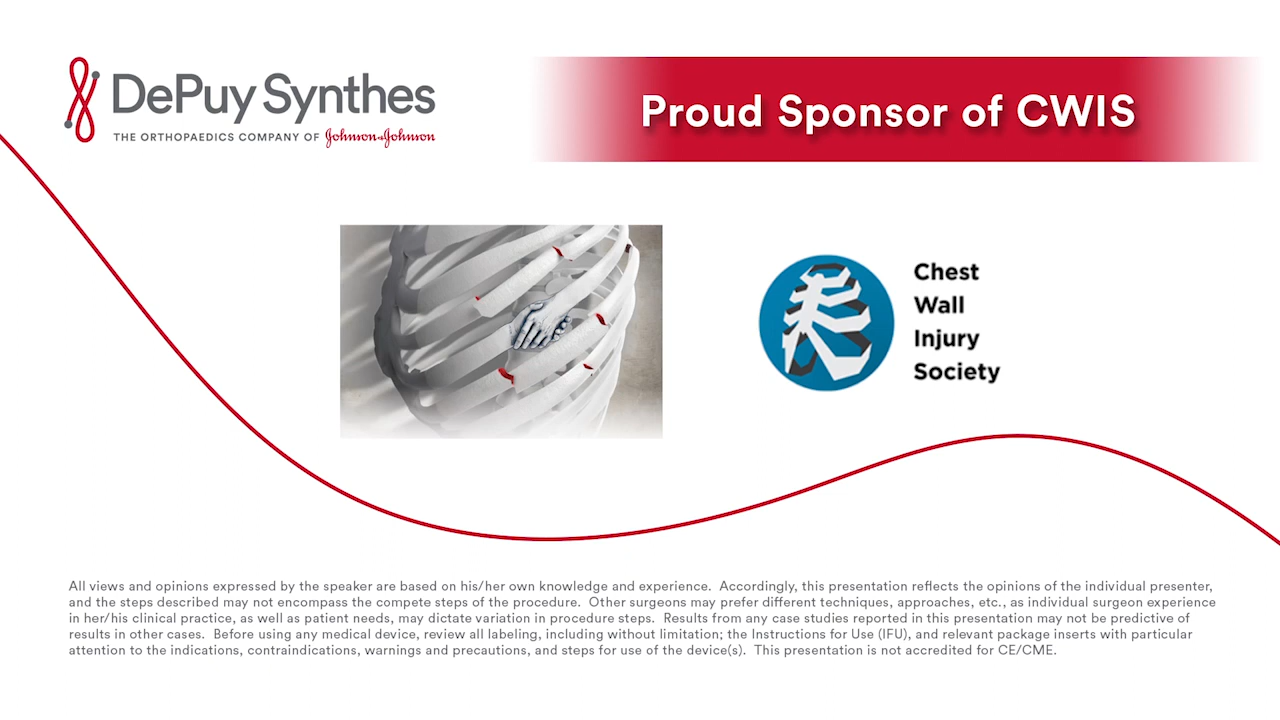 DePuy Synthes
THE ORTHOPAEDICS COMPANY OF Johnson & Johnson
Proud Sponsor of CWIS
Chest
Wall
Injury
Society
All views and opinions expressed by the speaker are based on his/her own knowledge and experience.  Accordingly, this presentation reflects the opinions of the individual presenter,
and the steps described may not encompass the compete steps of the procedure.  Other surgeons may prefer different techniques, approaches, etc., as individual surgeon experience
in her/his clinical practice, as well as patient needs, may dictate variation in procedure steps.  Results from any case studies reported in this presentation may not be predictive of
results in other cases.  Before using any medical device, review all labeling, including without limitation; the Instructions for Use (IFU), and relevant package inserts with particular
attention to the indications, contraindications, warnings and precautions, and steps for use of the device(s).  This presentation is not accredited for CE/CME.